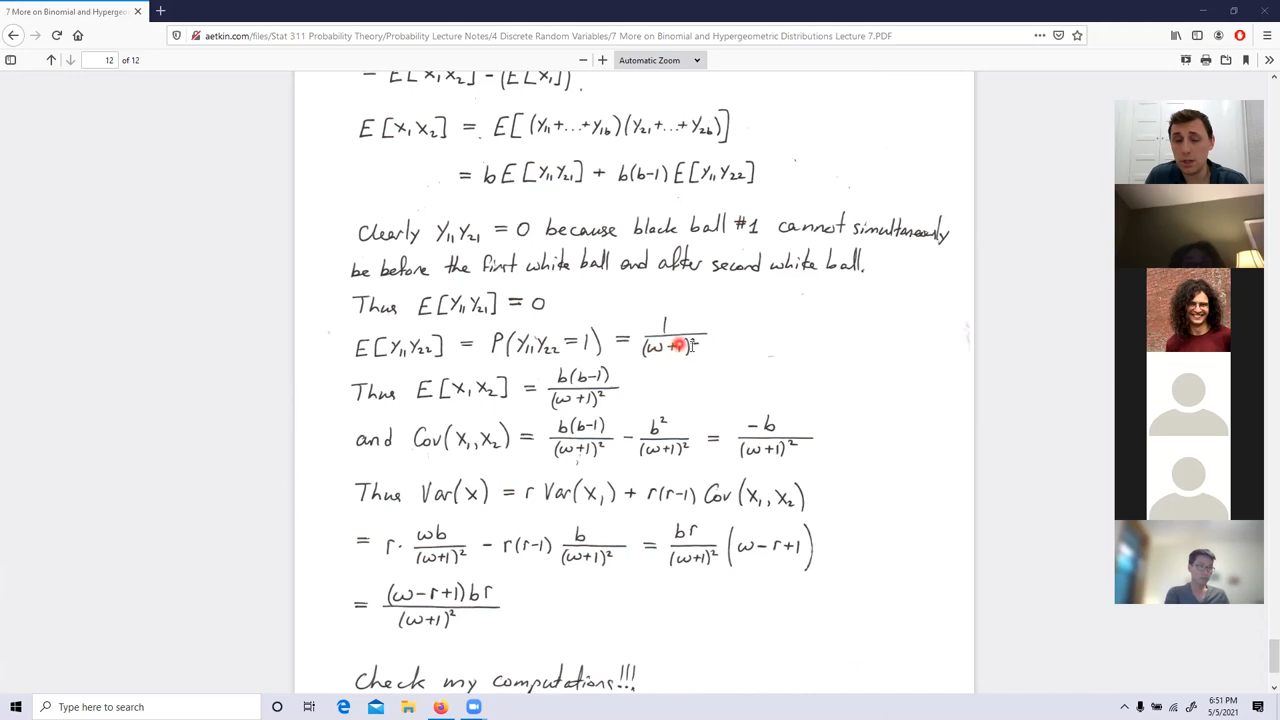 7 More on Binomial and Hypergeo
aetkin.com/files/Stat 311 Probability Theory/Probability Lecture Notes/4 Discrete Random Variables/7 More on Binomial and Hypergeometric Distributions Lecture 7.PDF
12 of 12
Automatic Zoom
= E[X₁X₂] - (E[X₁])².
E[X₁X₂] = E[(Y₁₁+...+Y₁b)(Y₂₁+...+Y₂b)]
= bE[Y₁₁Y₂₁] + b(b-1)E[Y₁₁Y₂₂]
Clearly Y₁₁Y₂₁ = 0 because black ball #1 cannot simultaneously
be before the first white ball and after second white ball.
Thus E[Y₁₁Y₂₁] = 0
E[Y₁₁Y₂₂] = P(Y₁₁Y₂₂=1) = 1/(ω+1)²
Thus E[X₁X₂] = b(b-1)/(ω+1)²
and Cov(X₁,X₂) = b(b-1)/(ω+1)² - b²/(ω+1)² = -b/(ω+1)²
Thus Var(X) = r Var(X₁) + r(r-1) Cov(X₁,X₂)
= r· ωb/(ω+1)² - r(r-1) b/(ω+1)² = br/(ω+1)² (ω-r+1)
= (ω-r+1)br/(ω+1)²
Check my computations!!!
Type here to search
6:51 PM
5/5/2021